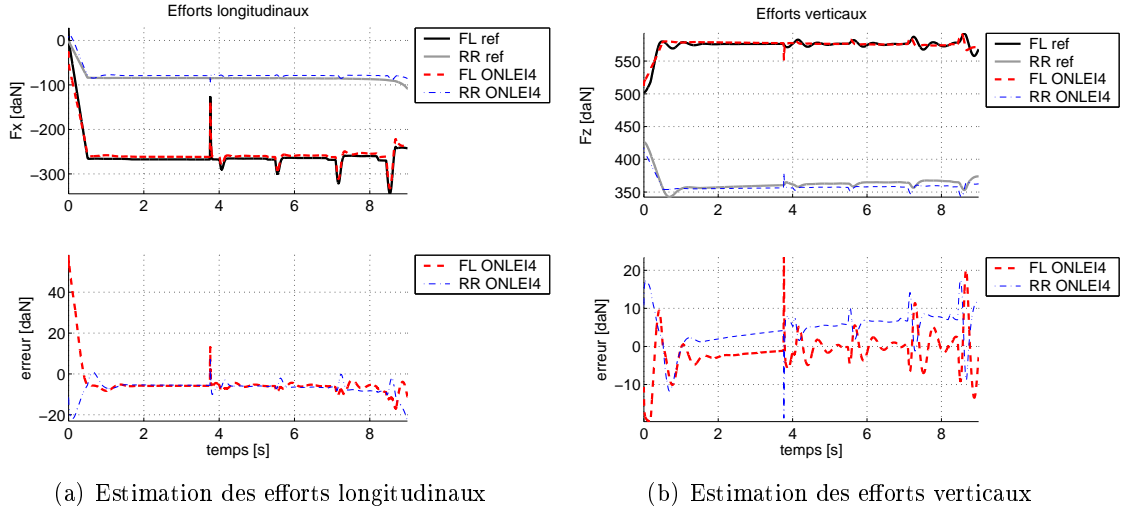 Efforts longitudinaux
Fx [daN]
0
−100
−200
−300
0 2 4 6 8
FL ref
RR ref
FL ONLEI4
RR ONLEI4
erreur [daN]
40
20
0
−20
0 2 4 6 8
temps [s]
FL ONLEI4
RR ONLEI4
(a) Estimation des efforts longitudinaux
Efforts verticaux
Fz [daN]
550
500
450
400
350
0 2 4 6 8
FL ref
RR ref
FL ONLEI4
RR ONLEI4
erreur [daN]
20
10
0
−10
0 2 4 6 8
temps [s]
FL ONLEI4
RR ONLEI4
(b) Estimation des efforts verticaux